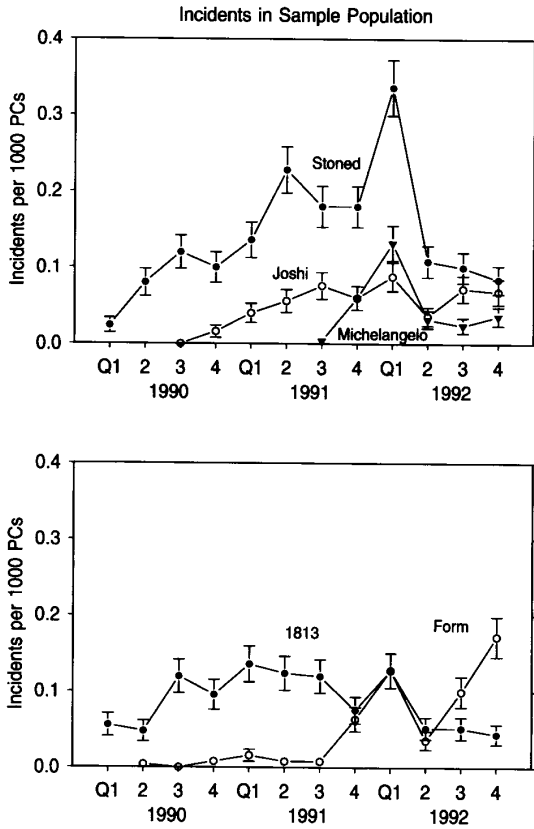 Incidents in Sample Population
Incidents per 1000 PCs
0.4
0.3
0.2
0.1
0.0
Stoned
Joshi
Michelangelo
Q1 2 3 4 Q1 2 3 4 Q1 2 3 4
1990 1991 1992
Incidents per 1000 PCs
0.4
0.3
0.2
0.1
0.0
1813
Form
Q1 2 3 4 Q1 2 3 4 Q1 2 3 4
1990 1991 1992